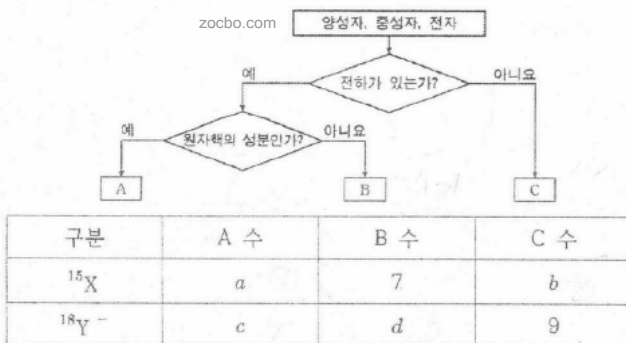 zocbo.com
양성자, 중성자, 전자
예 전하가 있는가? 아니요
예 원자핵의 성분인가? 아니요
A B C
구분 A 수 B 수 C 수
¹⁵X a 7 b
¹⁸Y⁻ c d 9